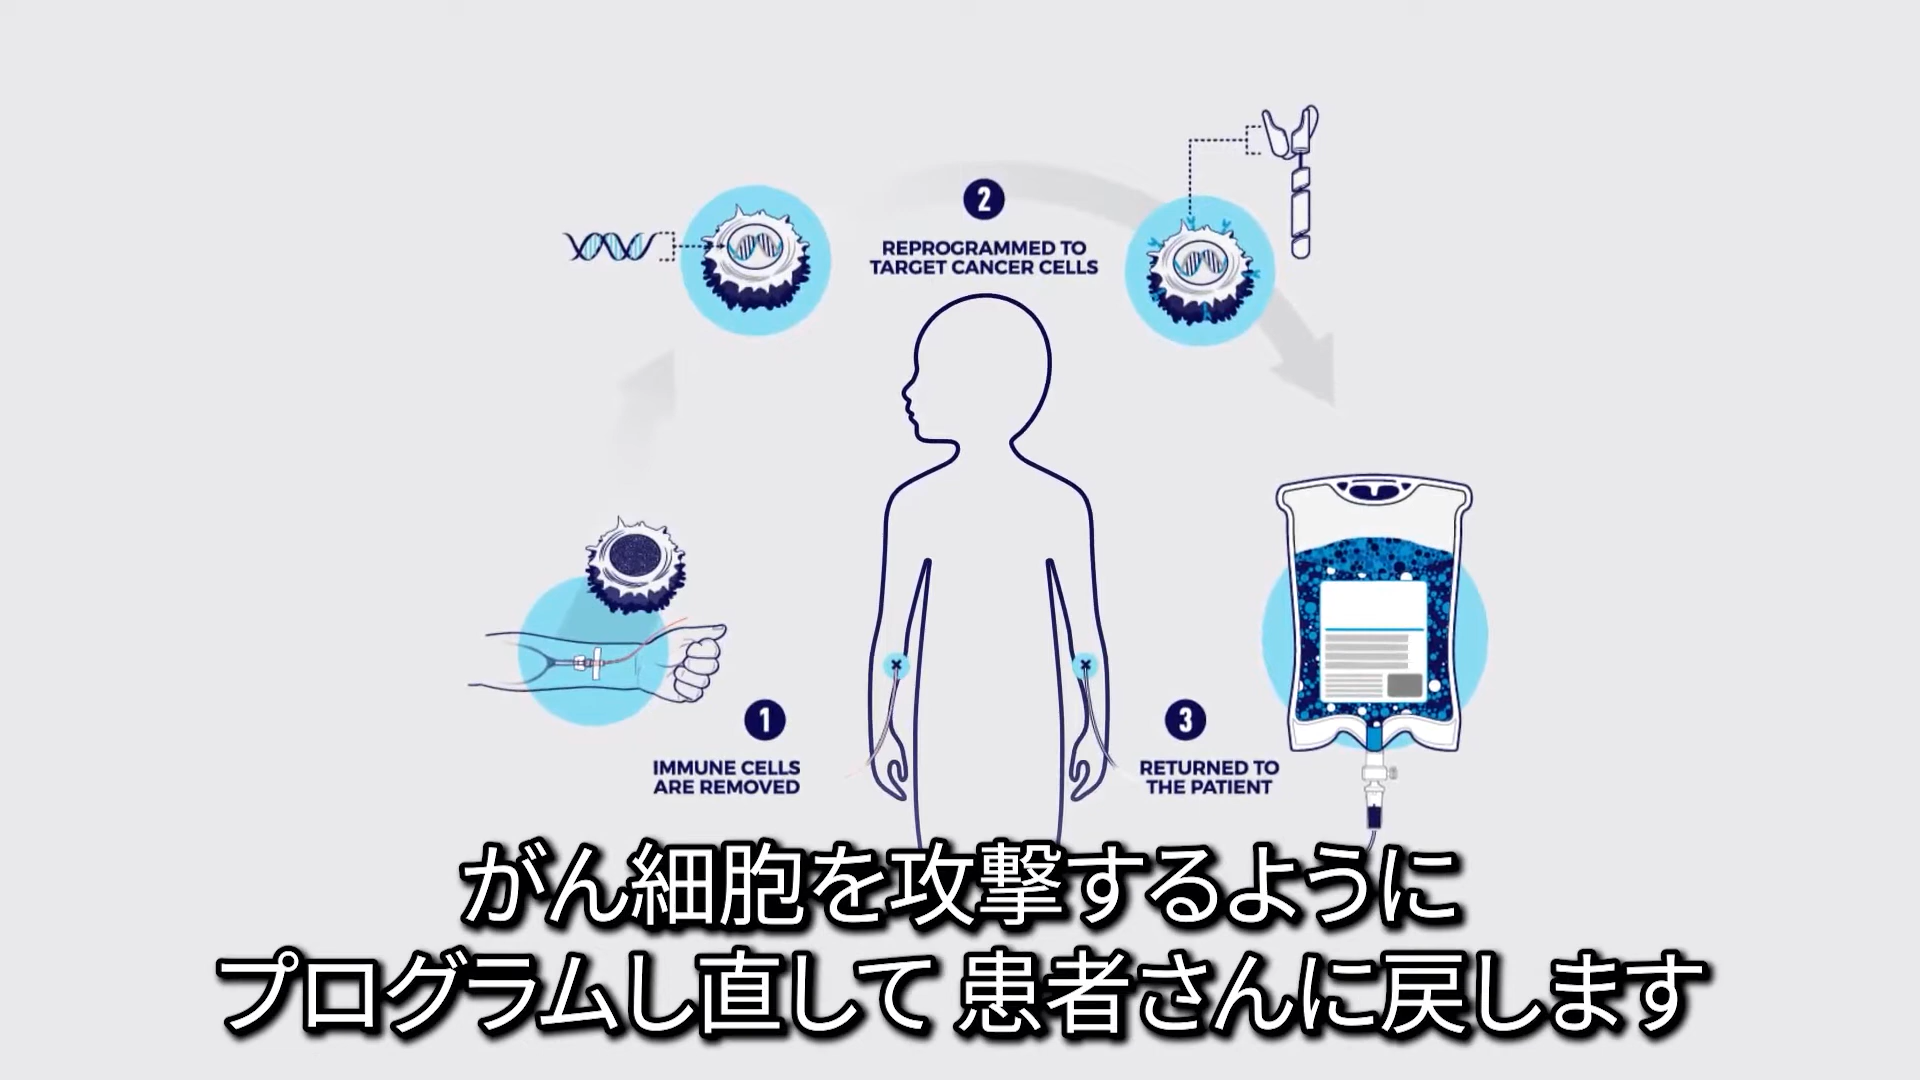 2
REPROGRAMMED TO
TARGET CANCER CELLS
1
IMMUNE CELLS
ARE REMOVED
3
RETURNED TO
THE PATIENT
がん細胞を攻撃するように
プログラムし直して 患者さんに戻します